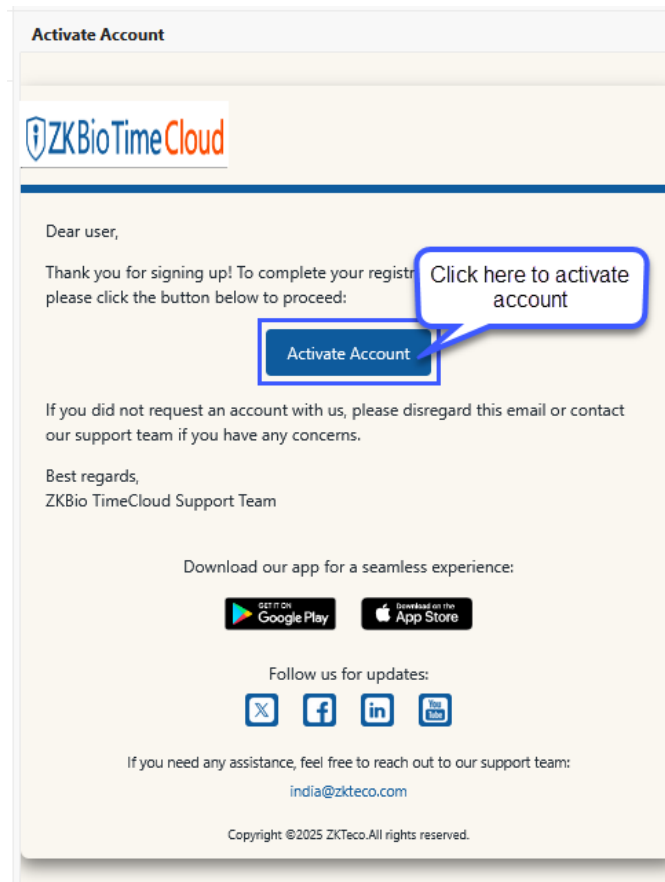 Activate Account
ZKBio TimeCloud
Dear user,
Thank you for signing up! To complete your
please click the button below to proceed:
Click here to activate
account
Activate Account
If you did not request an account with us, please disregard this email or contact
our support team if you have any concerns.
Best regards,
ZKBio TimeCloud Support Team
Download our app for a seamless experience:
GET IT ON
Google Play
Download on the
App Store
Follow us for updates:
X
f
in
You
Tube
If you need any assistance, feel free to reach out to our support team:
india@zkteco.com
Copyright ©2025 ZKTeco.All rights reserved.